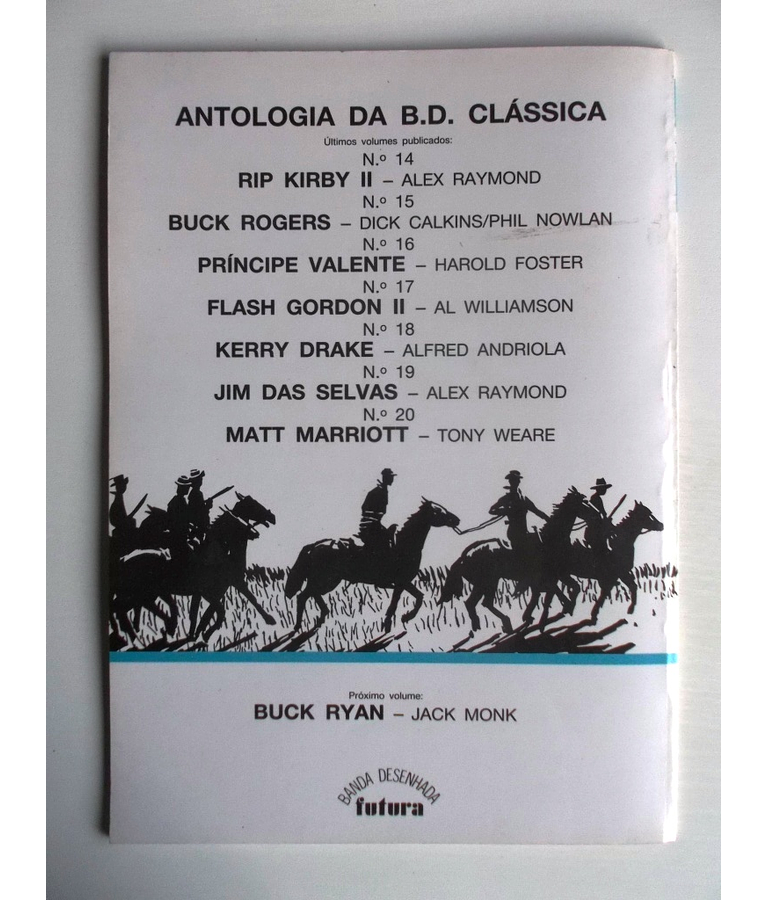 ANTOLOGIA DA B.D. CLÁSSICA
Últimos volumes publicados:
N.º 14
RIP KIRBY II – ALEX RAYMOND
N.º 15
BUCK ROGERS – DICK CALKINS/PHIL NOWLAN
N.º 16
PRÍNCIPE VALENTE – HAROLD FOSTER
N.º 17
FLASH GORDON II – AL WILLIAMSON
N.º 18
KERRY DRAKE – ALFRED ANDRIOLA
N.º 19
JIM DAS SELVAS – ALEX RAYMOND
N.º 20
MATT MARRIOTT – TONY WEARE
Próximo volume:
BUCK RYAN – JACK MONK
BANDA DESENHADA
futura